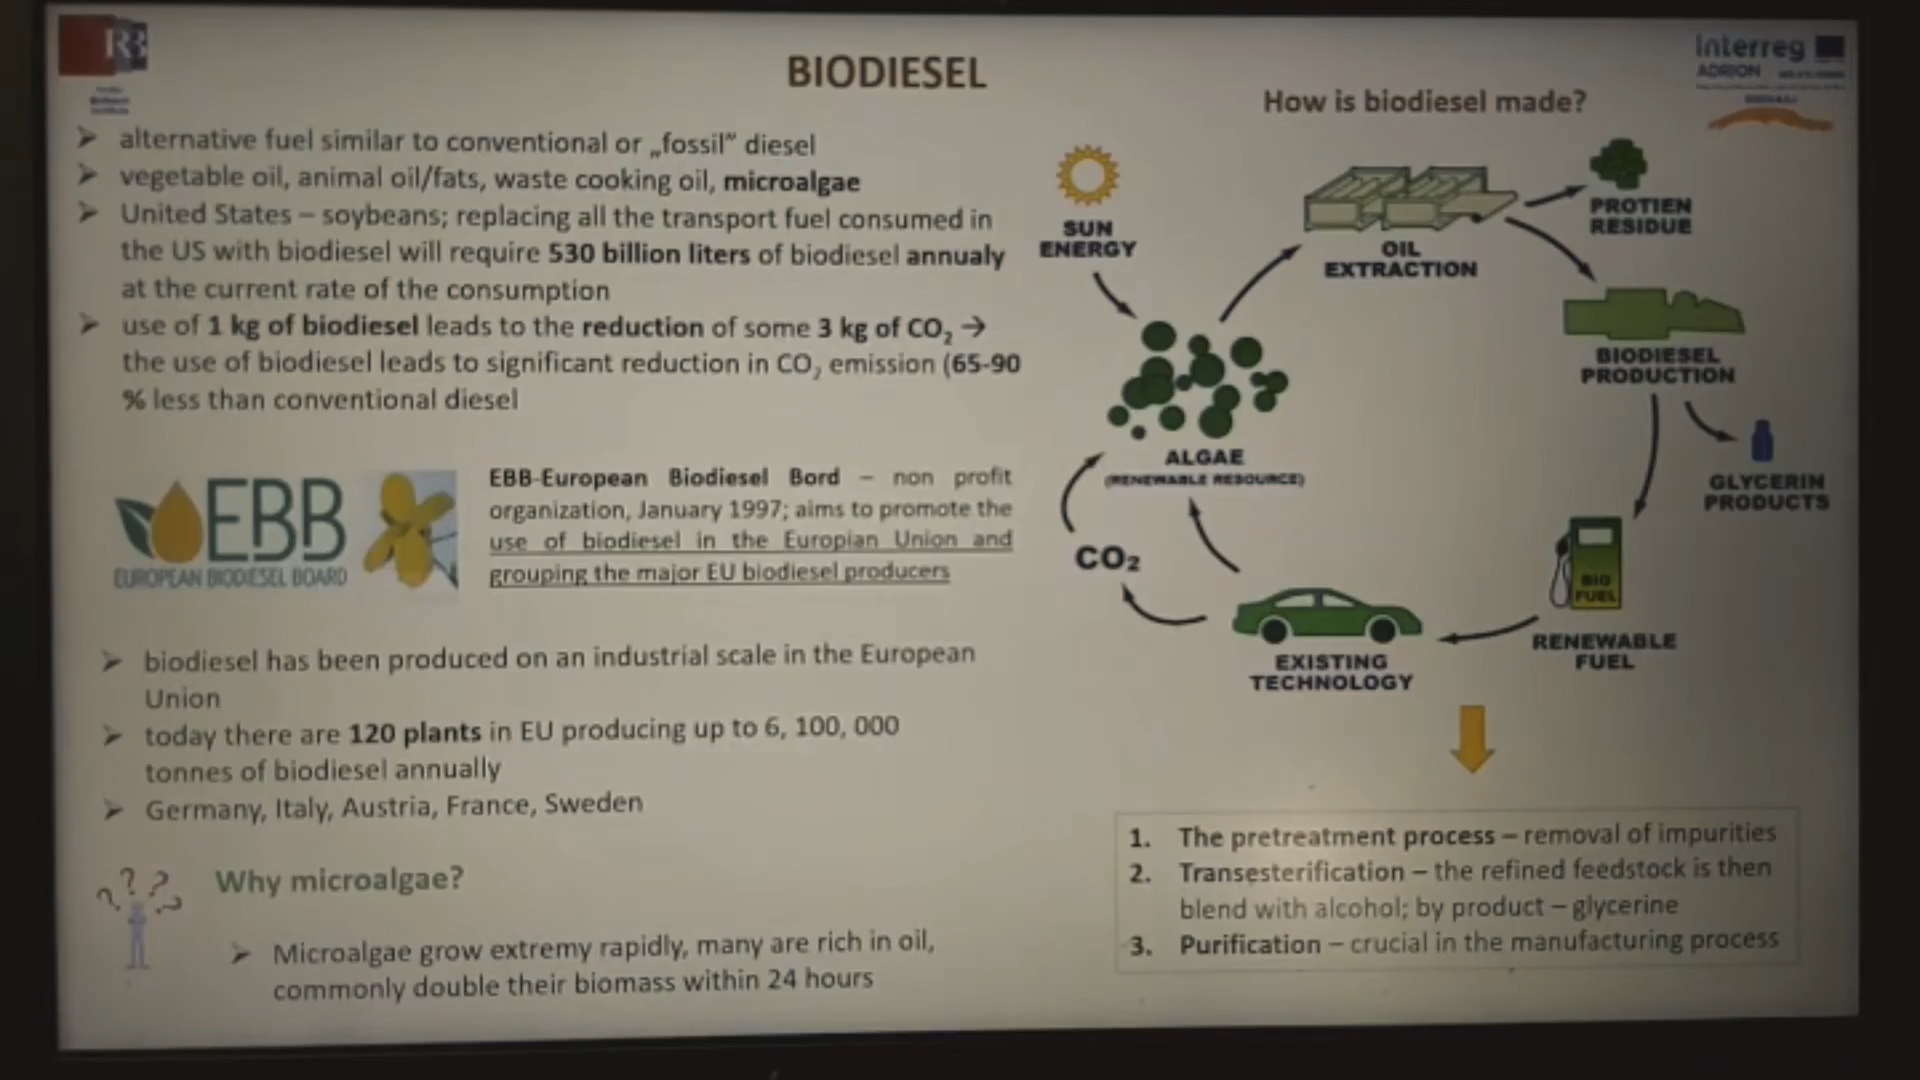 BIODIESEL
alternative fuel similar to conventional or „fossil” diesel
vegetable oil, animal oil/fats, waste cooking oil, microalgae
United States – soybeans; replacing all the transport fuel consumed in
the US with biodiesel will require 530 billion liters of biodiesel annualy
at the current rate of the consumption
use of 1 kg of biodiesel leads to the reduction of some 3 kg of CO₂ →
the use of biodiesel leads to significant reduction in CO₂ emission (65-90
% less than conventional diesel
EBB
EUROPEAN BIODIESEL BOARD
EBB-European Biodiesel Bord – non profit
organization, January 1997; aims to promote the
use of biodiesel in the Europian Union and
grouping the major EU biodiesel producers
biodiesel has been produced on an industrial scale in the European
Union
today there are 120 plants in EU producing up to 6, 100, 000
tonnes of biodiesel annually
Germany, Italy, Austria, France, Sweden
? ? ? ?
Why microalgae?
Microalgae grow extremy rapidly, many are rich in oil,
commonly double their biomass within 24 hours
Interreg
ADRION
How is biodiesel made?
SUN
ENERGY
OIL
EXTRACTION
PROTIEN
RESIDUE
BIODIESEL
PRODUCTION
GLYCERIN
PRODUCTS
ALGAE
(RENEWABLE RESOURCE)
CO₂
BIO
FUEL
RENEWABLE
FUEL
EXISTING
TECHNOLOGY
1. The pretreatment process – removal of impurities
2. Transesterification – the refined feedstock is then
blend with alcohol; by product – glycerine
3. Purification – crucial in the manufacturing process